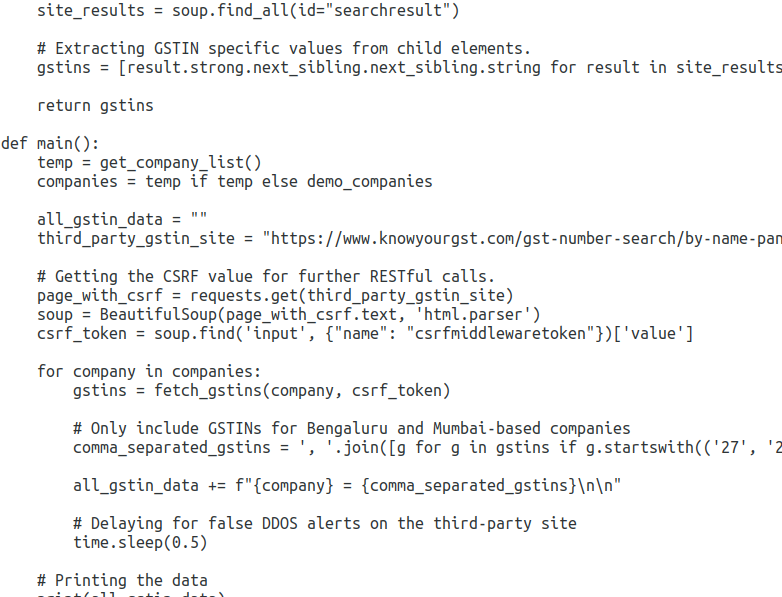 site_results = soup.find_all(id="searchresult")
# Extracting GSTIN specific values from child elements.
gstins = [result.strong.next_sibling.next_sibling.string for result in site_results
return gstins
def main():
temp = get_company_list()
companies = temp if temp else demo_companies
all_gstin_data = ""
third_party_gstin_site = "https://www.knowyourgst.com/gst-number-search/by-name-pan
# Getting the CSRF value for further RESTful calls.
page_with_csrf = requests.get(third_party_gstin_site)
soup = BeautifulSoup(page_with_csrf.text, 'html.parser')
csrf_token = soup.find('input', {"name": "csrfmiddlewaretoken"})['value']
for company in companies:
gstins = fetch_gstins(company, csrf_token)
# Only include GSTINs for Bengaluru and Mumbai-based companies
comma_separated_gstins = ', '.join([g for g in gstins if g.startswith(('27', '2
all_gstin_data += f"{company} = {comma_separated_gstins}\n\n"
# Delaying for false DDOS alerts on the third-party site
time.sleep(0.5)
# Printing the data
print(all_gstin_data)